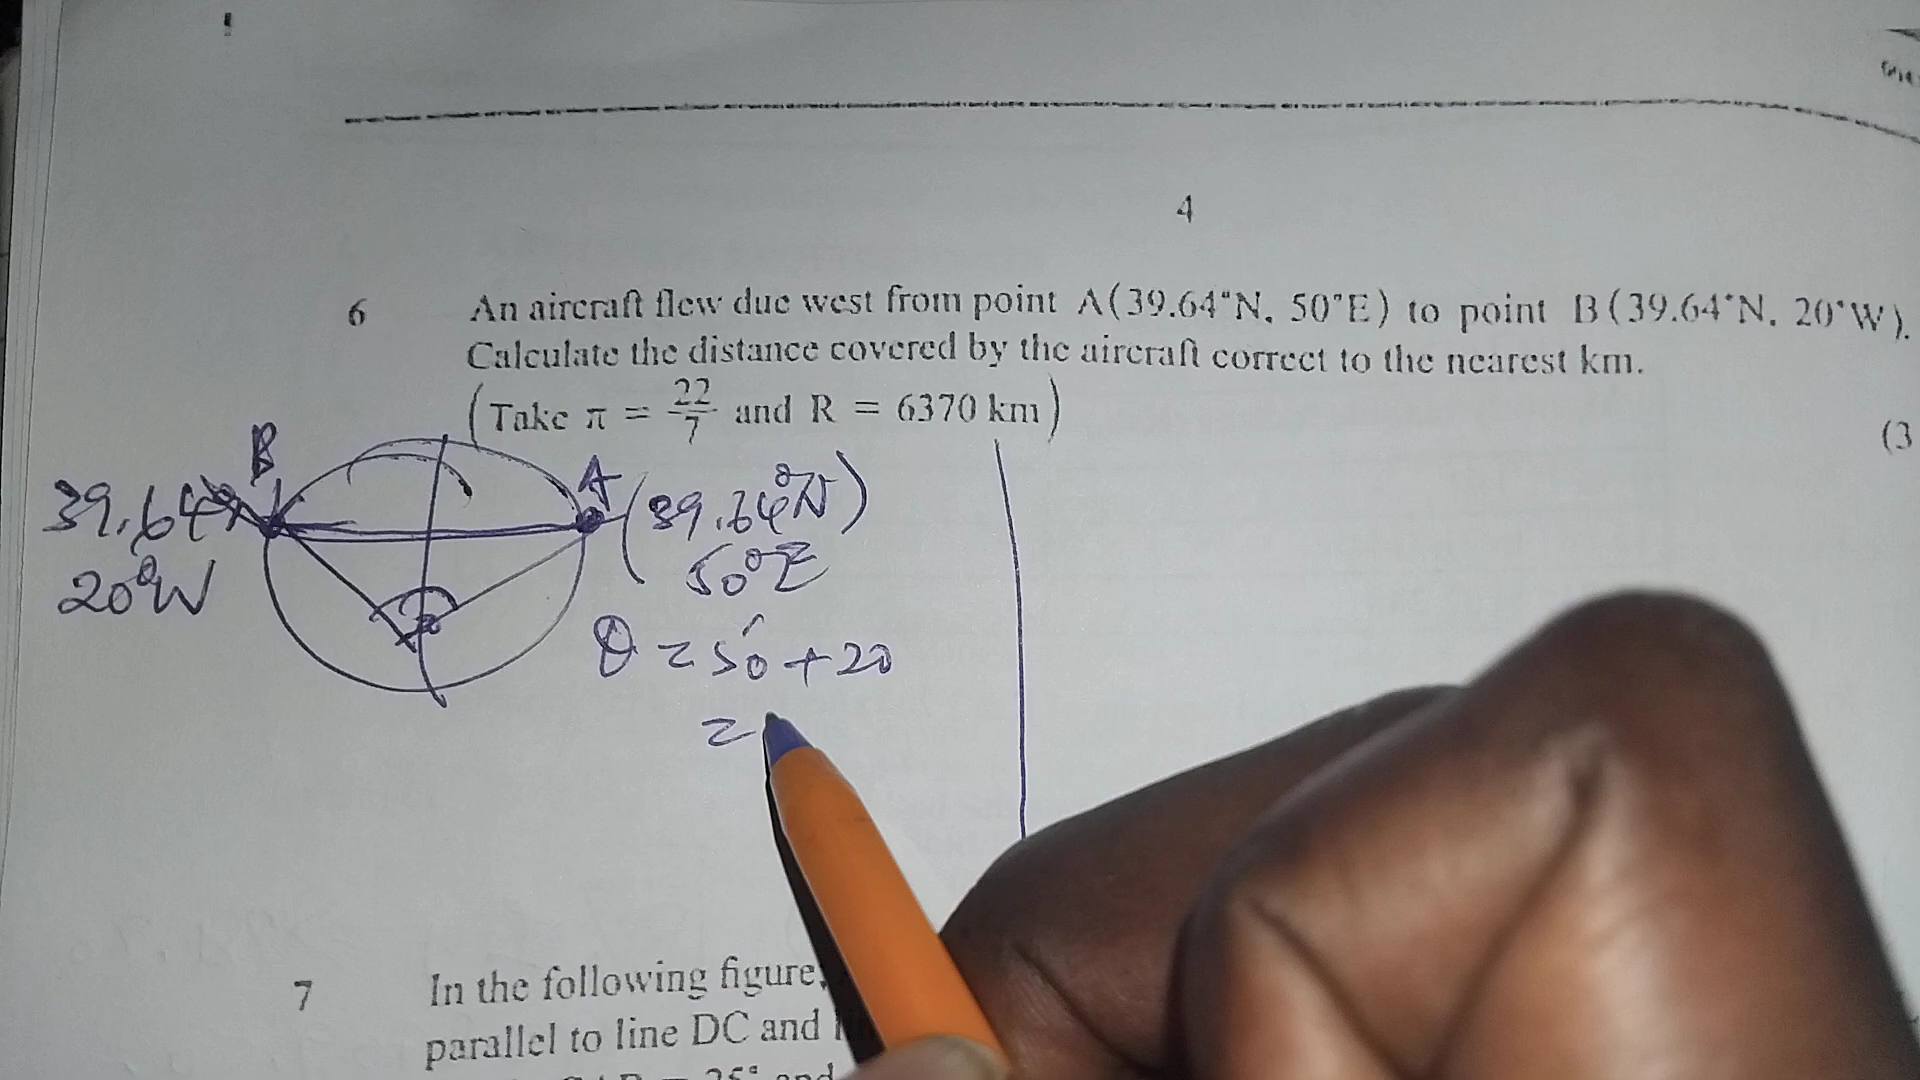 4
6 An aircraft flew due west from point A(39.64°N, 50°E) to point B(39.64°N, 20°W).
Calculate the distance covered by the aircraft correct to the nearest km.
(Take π = 22/7 and R = 6370 km)
(3
B
A
39.64
20°W
(39.64°N)
50°E
θ = 50 + 20
=
7 In the following figure,
parallel to line DC and
= 25° and